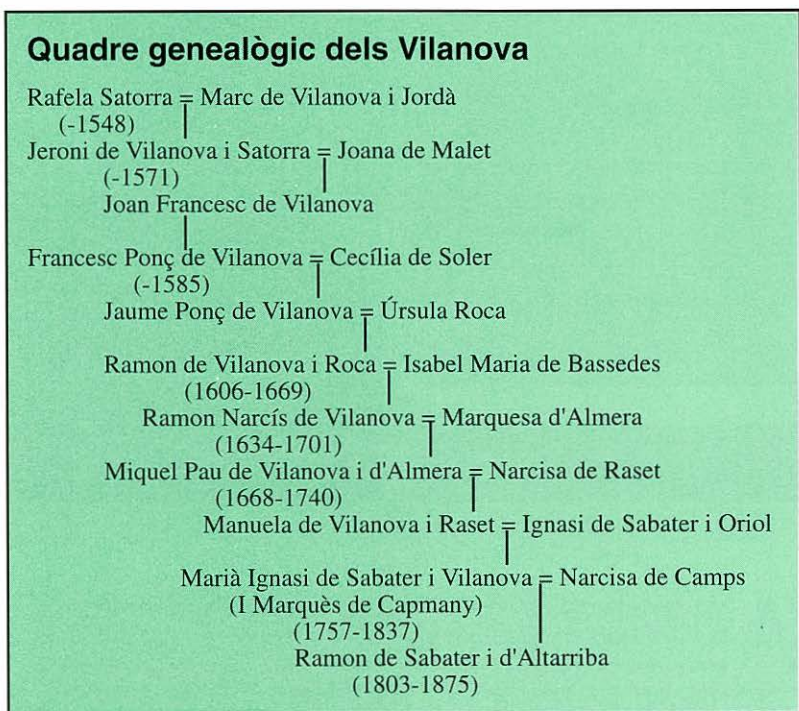 Quadre genealògic dels Vilanova
Rafela Satorra = Marc de Vilanova i Jordà
(-1548)
Jeroni de Vilanova i Satorra = Joana de Malet
(-1571)
Joan Francesc de Vilanova
Francesc Ponç de Vilanova = Cecília de Soler
(-1585)
Jaume Ponç de Vilanova = Úrsula Roca
Ramon de Vilanova i Roca = Isabel Maria de Bassedes
(1606-1669)
Ramon Narcís de Vilanova = Marquesa d'Almera
(1634-1701)
Miquel Pau de Vilanova i d'Almera = Narcisa de Raset
(1668-1740)
Manuela de Vilanova i Raset = Ignasi de Sabater i Oriol
Marià Ignasi de Sabater i Vilanova = Narcisa de Camps
(I Marquès de Capmany)
(1757-1837)
Ramon de Sabater i d'Altarriba
(1803-1875)